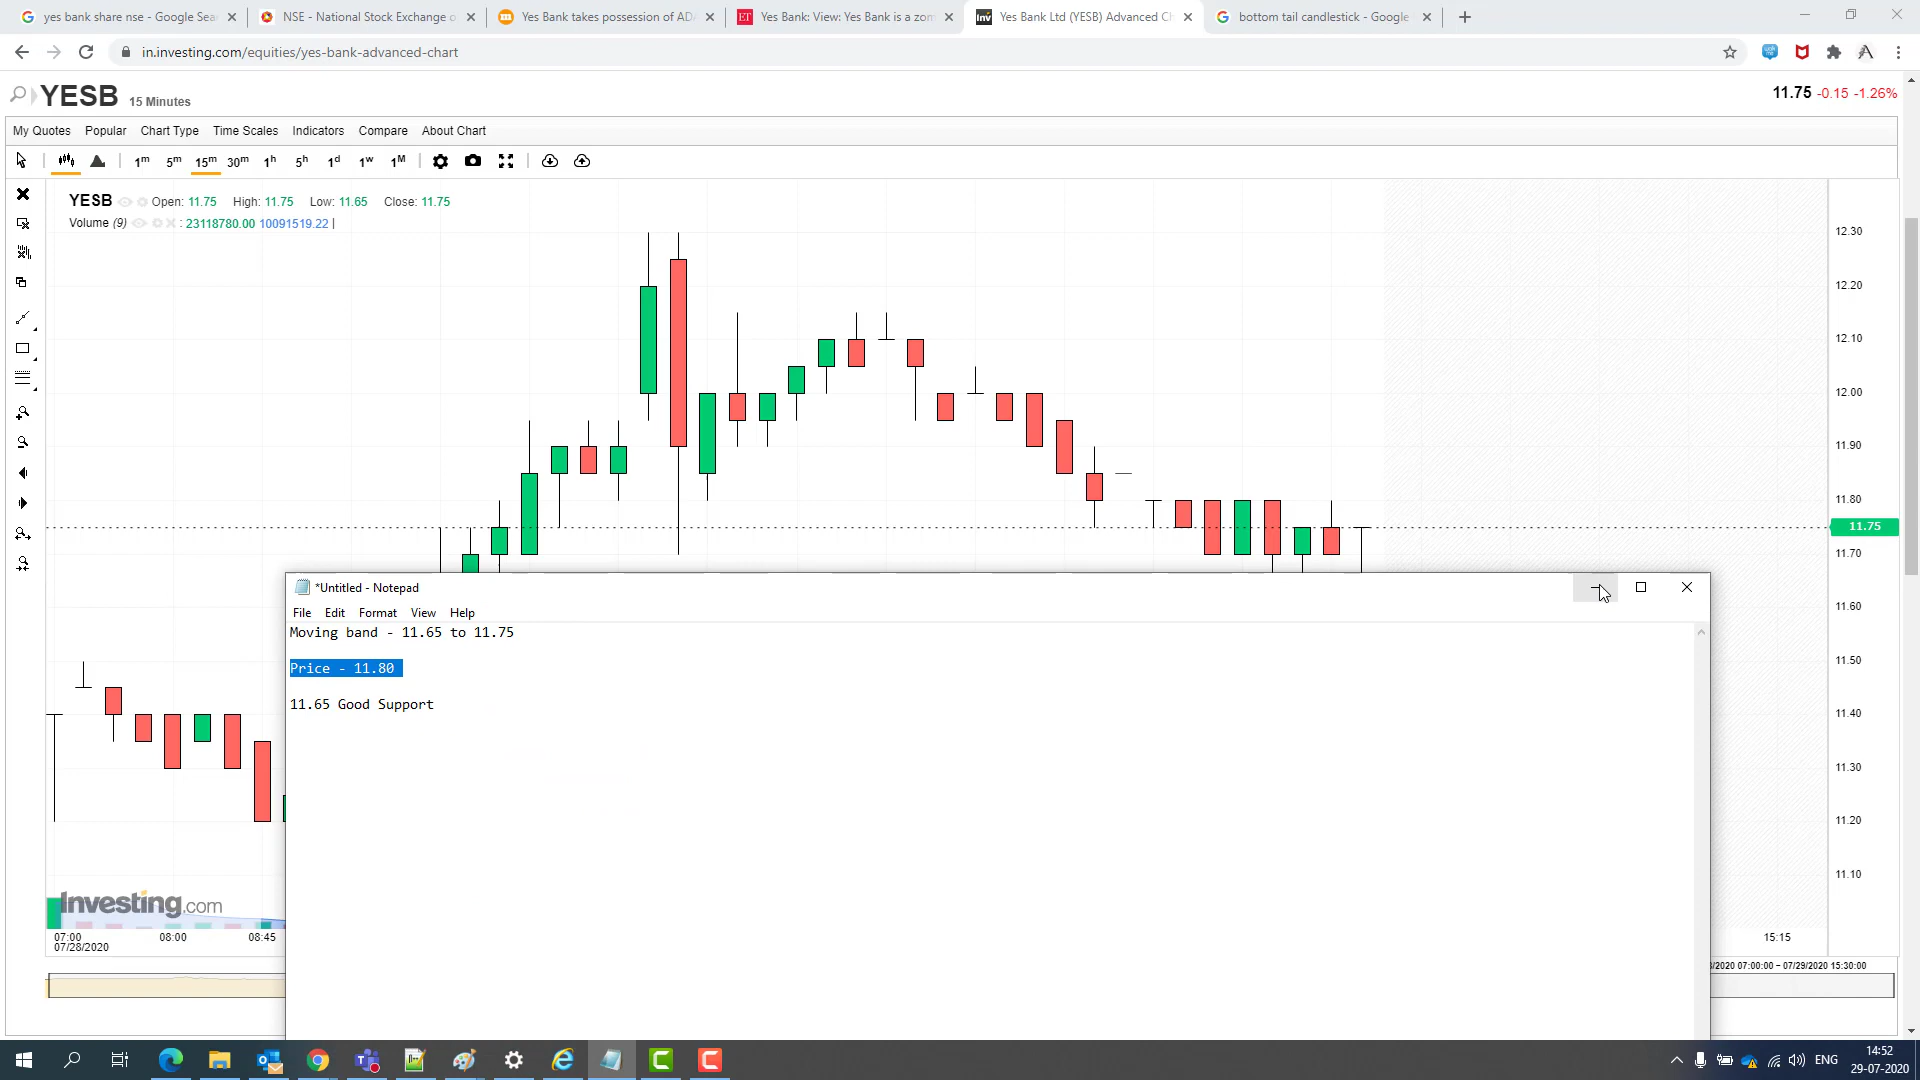 yes bank share nse - Google Sea
NSE - National Stock Exchange o
Yes Bank takes possession of AD
ET Yes Bank: View: Yes Bank is a zom
Inv Yes Bank Ltd (YESB) Advanced C
bottom tail candlestick - Google
in.investing.com/equities/yes-bank-advanced-chart
YESB 15 Minutes
11.75 -0.15 -1.26%
My Quotes Popular Chart Type Time Scales Indicators Compare About Chart
1m 5m 15m 30m 1h 5h 1d 1w 1M
YESB Open: 11.75 High: 11.75 Low: 11.65 Close: 11.75
Volume (9) : 23118780.00 10091519.22 |
12.30
12.20
12.10
12.00
11.90
11.80
11.75
11.70
11.60
11.50
11.40
11.30
11.20
11.10
*Untitled - Notepad
File Edit Format View Help
Moving band - 11.65 to 11.75
Price - 11.80
11.65 Good Support
Investing.com
07:00 08:00 08:45 15:15
07/28/2020
/2020 07:00:00 - 07/29/2020 15:30:00
ENG
14:52
29-07-2020